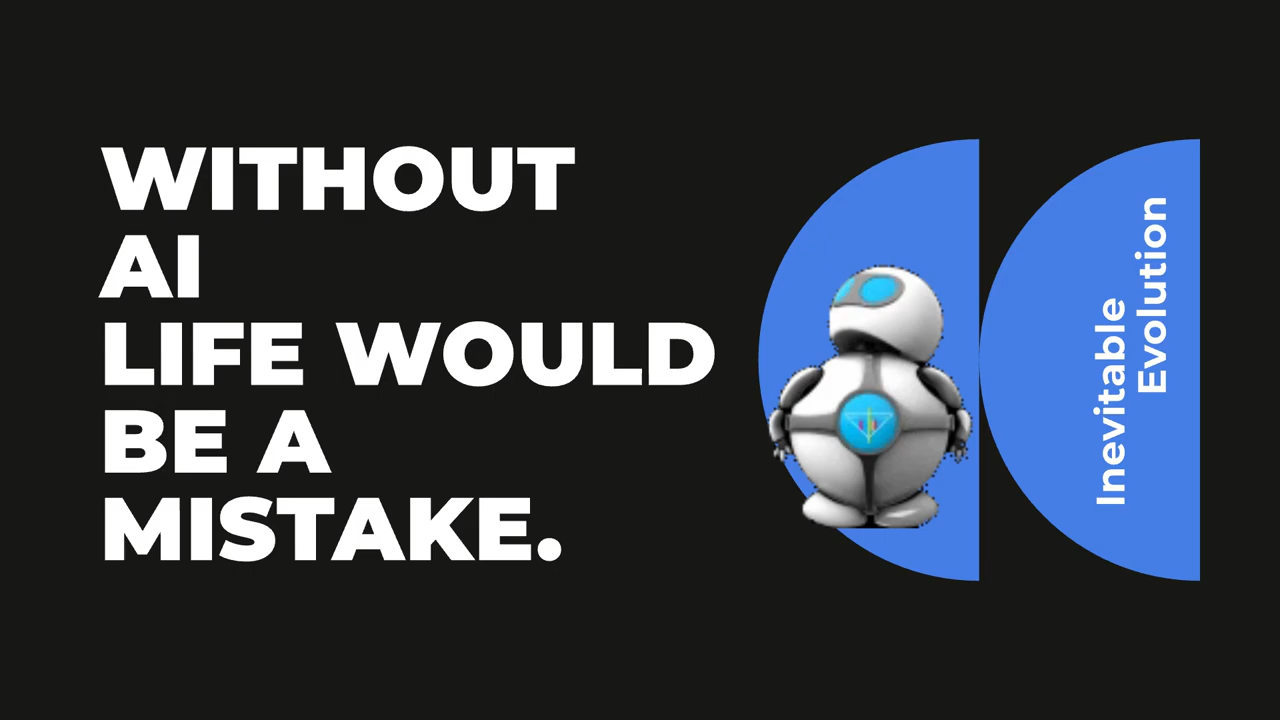 WITHOUT
AI
LIFE WOULD
BE A
MISTAKE.
Inevitable
Evolution